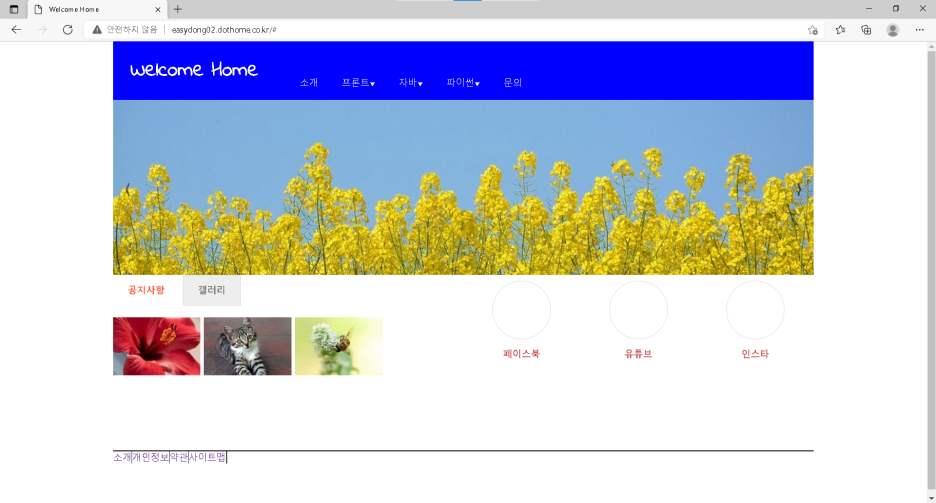 Welcome Home
안전하지 않음 | easydong02.dothome.co.kr/#
Welcome Home
소개 프론트▾ 자바▾ 파이썬▾ 문의
공지사항 갤러리
페이스북 유튜브 인스타
소개 개인정보약관 사이트맵